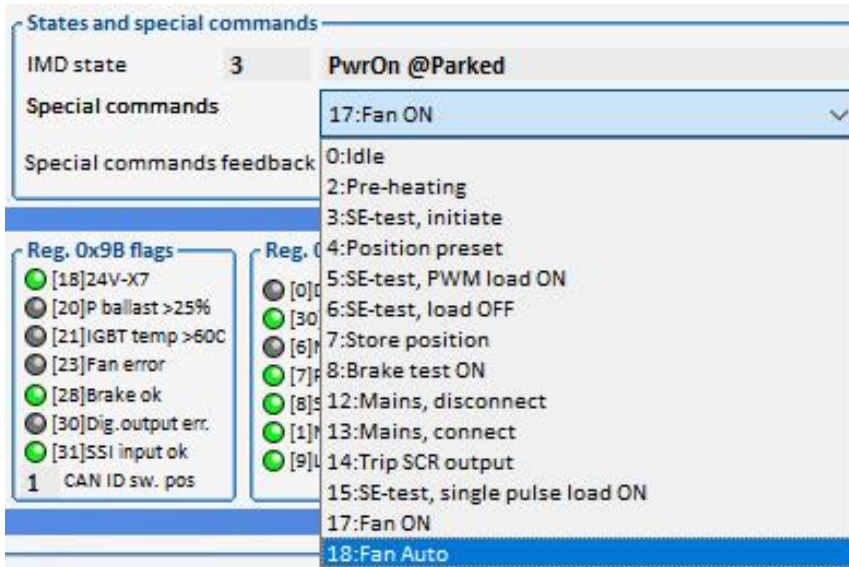 States and special commands
IMD state 3 PwrOn @Parked
Special commands 17:Fan ON
Special commands feedback
0:Idle
2:Pre-heating
3:SE-test, initiate
4:Position preset
5:SE-test, PWM load ON
6:SE-test, load OFF
7:Store position
8:Brake test ON
12:Mains, disconnect
13:Mains, connect
14:Trip SCR output
15:SE-test, single pulse load ON
17:Fan ON
18:Fan Auto
Reg. 0x9B flags
[18]24V-X7
[20]P ballast >25%
[21]IGBT temp >60C
[23]Fan error
[28]Brake ok
[30]Dig.output err.
[31]SSI input ok
1 CAN ID sw. pos
Reg.
[0]
[30]
[6]
[7]
[8]
[1]
[9]